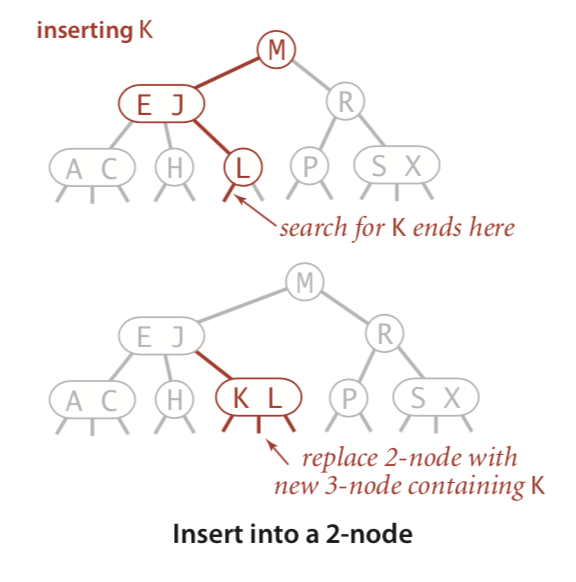 inserting K
M
E J
R
A C
H
L
P
S X
search for K ends here
M
E J
R
A C
H
K L
P
S X
replace 2-node with
new 3-node containing K
Insert into a 2-node